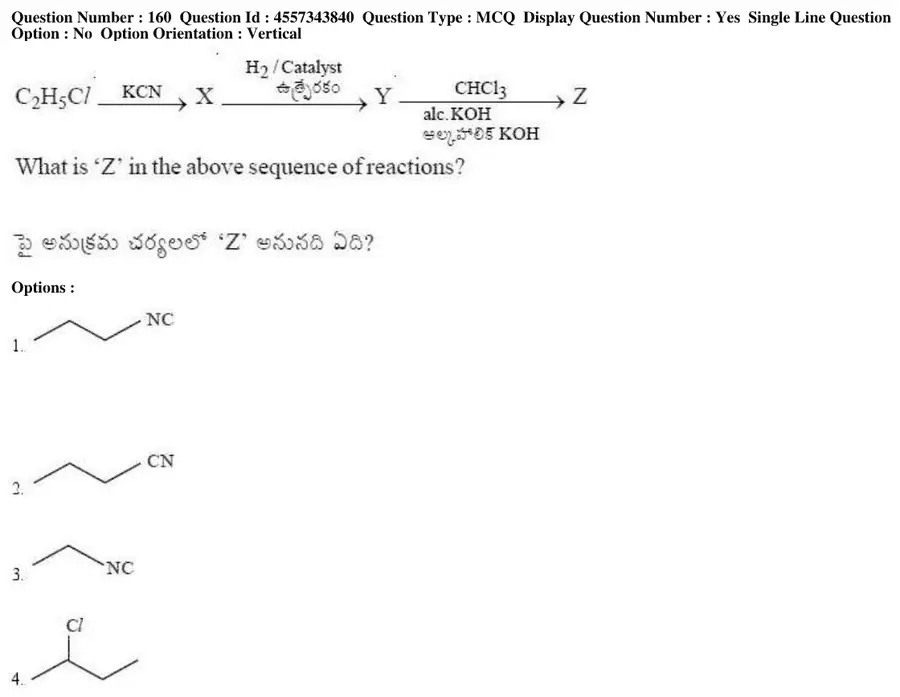 Question Number : 160 Question Id : 4557343840 Question Type : MCQ Display Question Number : Yes Single Line Question
Option : No Option Orientation : Vertical
C2H5Cl KCN X H2 / Catalyst ఉత్ప్రేరకం Y CHCl3 alc.KOH ఆల్కహాలిక్ KOH Z
What is ‘Z’ in the above sequence of reactions?
పై అనుక్రమ చర్యలలో ‘Z’ అనునది ఏది?
Options :
1. NC
2. CN
3. NC
4. Cl